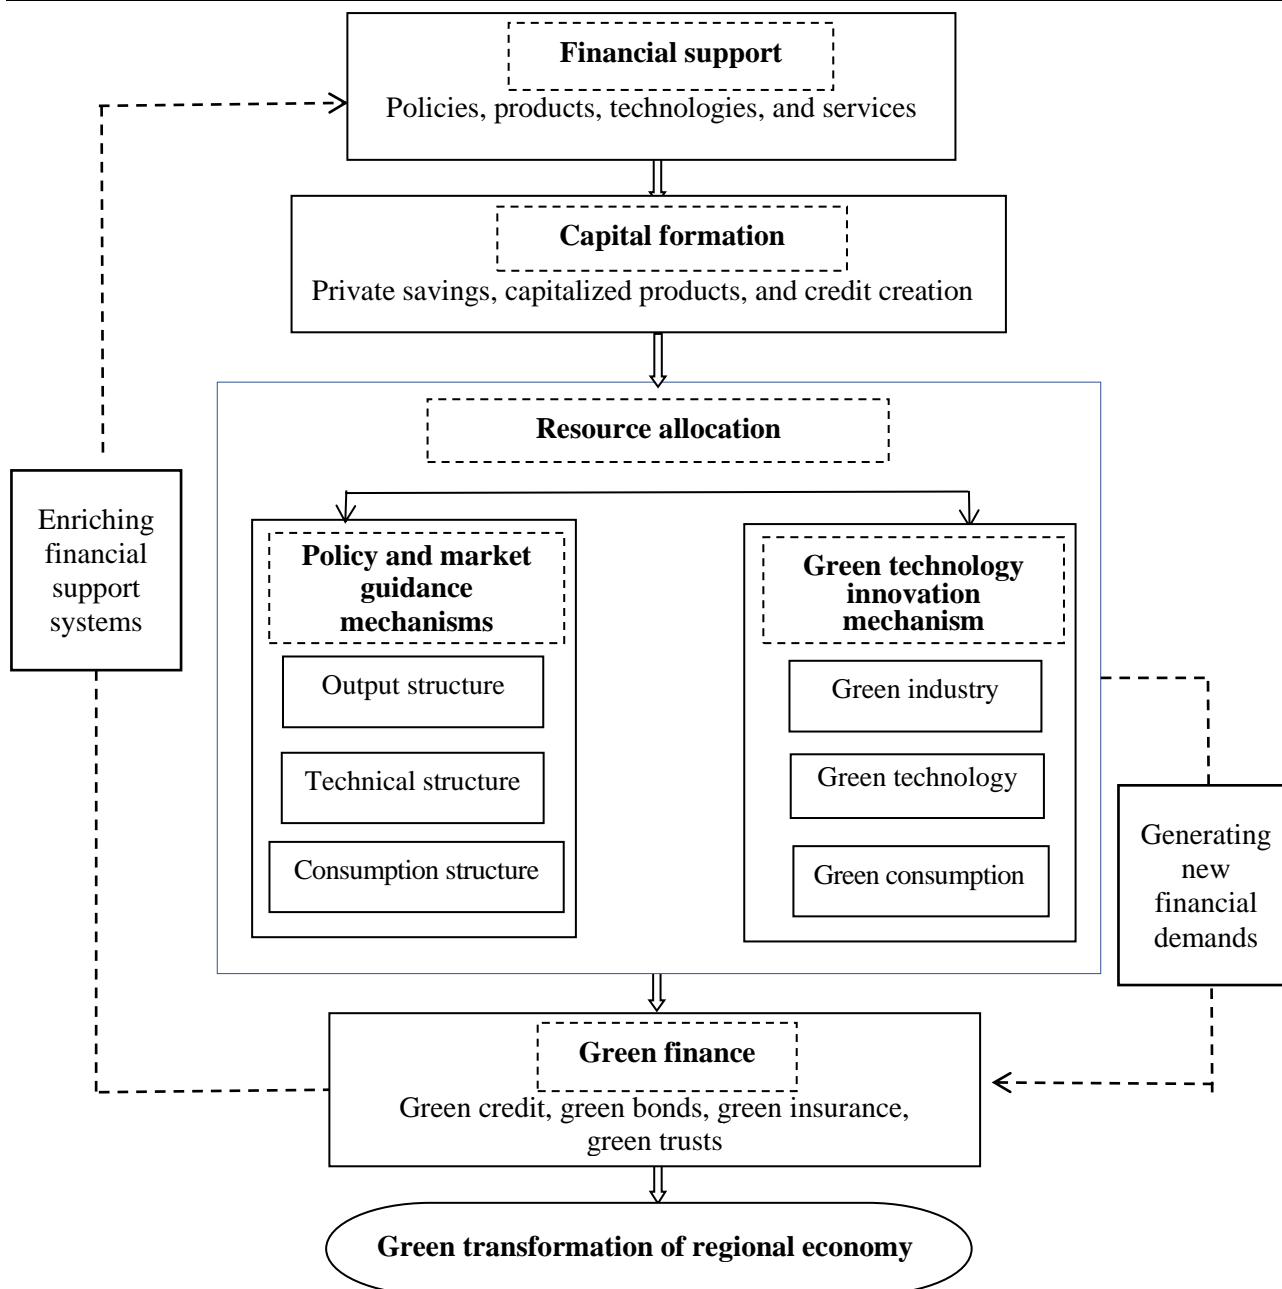 Financial support
Policies, products, technologies, and services
Capital formation
Private savings, capitalized products, and credit creation
Resource allocation
Enriching
financial
support
systems
Policy and market
guidance
mechanisms
Output structure
Technical structure
Consumption structure
Green technology
innovation
mechanism
Green industry
Green technology
Green consumption
Generating
new
financial
demands
Green finance
Green credit, green bonds, green insurance,
green trusts
Green transformation of regional economy